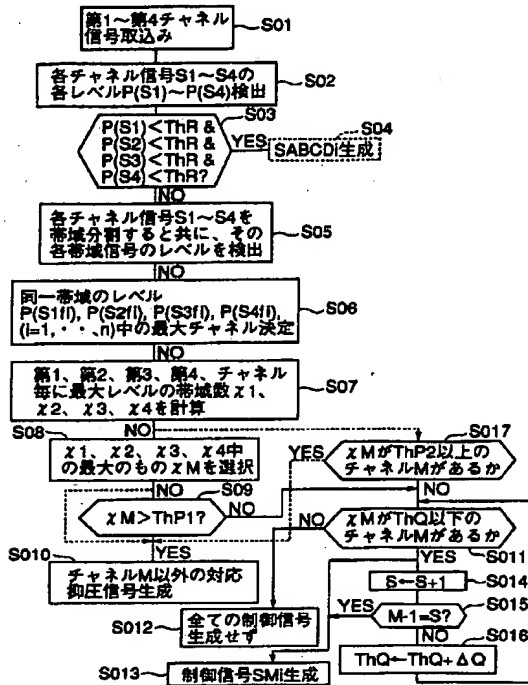 第1～第4チャネル
信号取込み
S01
各チャネル信号S1～S4の
各レベルP(S1)～P(S4)検出
S02
S03
P(S1)<ThR &
P(S2)<ThR &
P(S3)<ThR &
P(S4)<ThR?
YES
S04
SABCDi生成
NO
各チャネル信号S1～S4を
帯域分割すると共に、その
各帯域信号のレベルを検出
S05
NO
同一帯域のレベル
P(S1fi), P(S2fi), P(S3fi), P(S4fi),
(i=1,・・・,n)中の最大チャネル決定
S06
NO
第1、第2、第3、第4、チャネル
毎に最大レベルの帯域数χ1、
χ2、χ3、χ4を計算
S07
NO
S08
χ1、χ2、χ3、χ4中
の最大のものχMを選択
S017
YES
χMがThP2以上の
チャネルMがあるか
NO
NO
S09
χM>ThP1?
NO
YES
NO
χMがThQ以下の
チャネルMがあるか
S011
YES
S010
チャネルM以外の対応
抑圧信号生成
S←S+1
S014
S012
全ての制御信号
生成せず
YES
M-1=S?
S015
NO
S016
ThQ←ThQ+ΔQ
S013
制御信号SMi生成